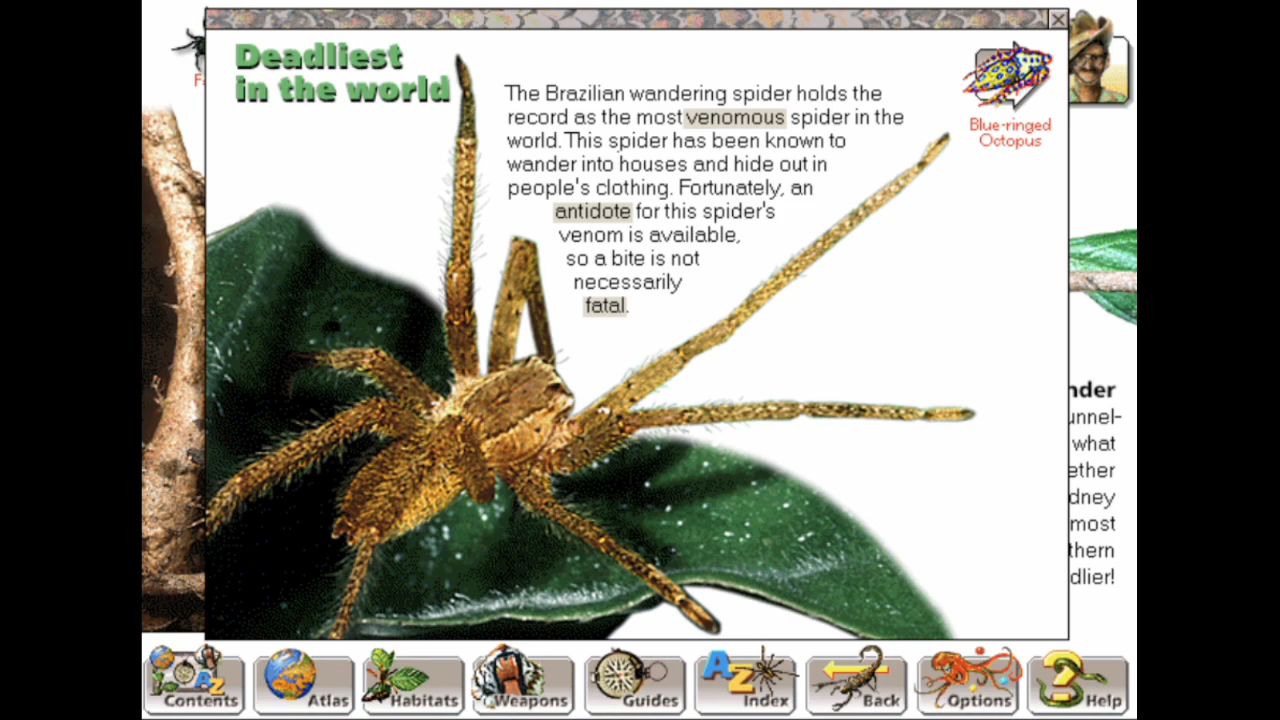 Deadliest
in the world
The Brazilian wandering spider holds the
record as the most venomous spider in the
world. This spider has been known to
wander into houses and hide out in
people's clothing. Fortunately, an
antidote for this spider's
venom is available,
so a bite is not
necessarily
fatal.
Blue-ringed
Octopus
nder
unnel-
what
ether
dney
most
thern
dlier!
Contents
Atlas
Habitats
Weapons
Guides
AZ Index
Back
Options
? Help